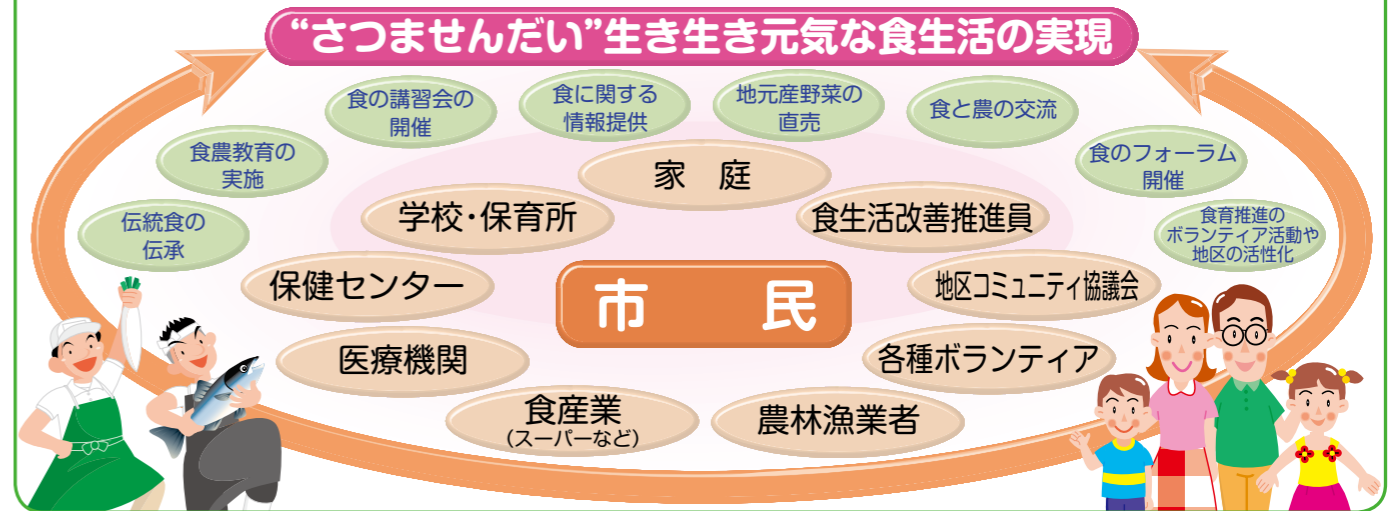 “さつませんだい”生き生き元気な食生活の実現
食の講習会の
開催
食に関する
情報提供
地元産野菜の
直売
食と農の交流
食農教育の
実施
食のフォーラム
開催
伝統食の
伝承
食育推進の
ボランティア活動や
地区の活性化
家　庭
学校・保育所
食生活改善推進員
保健センター
地区コミュニティ協議会
市　民
医療機関
各種ボランティア
食産業
（スーパーなど）
農林漁業者